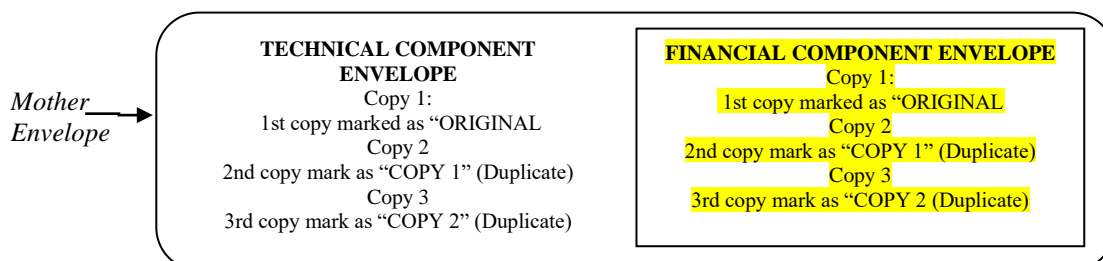 Mother
Envelope
TECHNICAL COMPONENT
ENVELOPE
Copy 1:
1st copy marked as “ORIGINAL
Copy 2
2nd copy mark as “COPY 1” (Duplicate)
Copy 3
3rd copy mark as “COPY 2” (Duplicate)
FINANCIAL COMPONENT ENVELOPE
Copy 1:
1st copy marked as “ORIGINAL
Copy 2
2nd copy mark as “COPY 1” (Duplicate)
Copy 3
3rd copy mark as “COPY 2 (Duplicate)